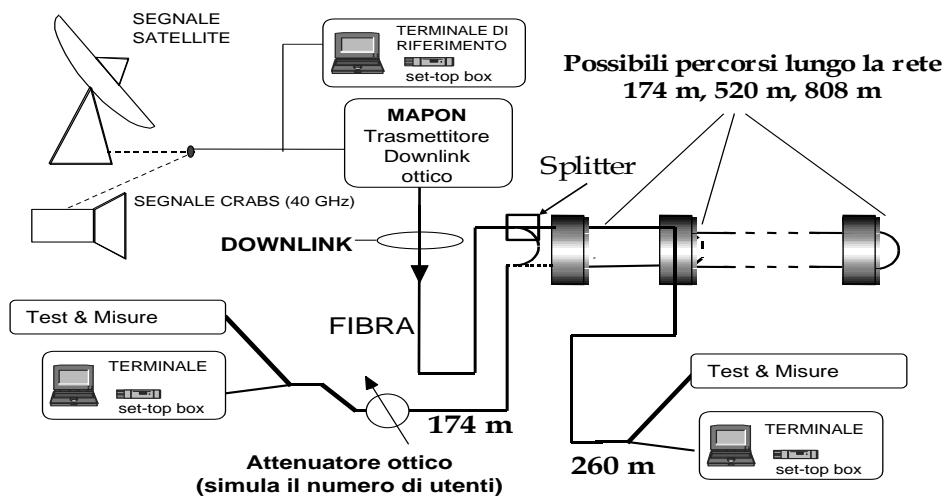 SEGNALE
SATELLITE
TERMINALE DI
RIFERIMENTO
set-top box
Possibili percorsi lungo la rete
174 m, 520 m, 808 m
MAPON
Trasmettitore
Downlink
ottico
Splitter
SEGNALE CRABS (40 GHz)
DOWNLINK
FIBRA
Test & Misure
TERMINALE
set-top box
174 m
Attenuatore ottico
(simula il numero di utenti)
260 m
Test & Misure
TERMINALE
set-top box